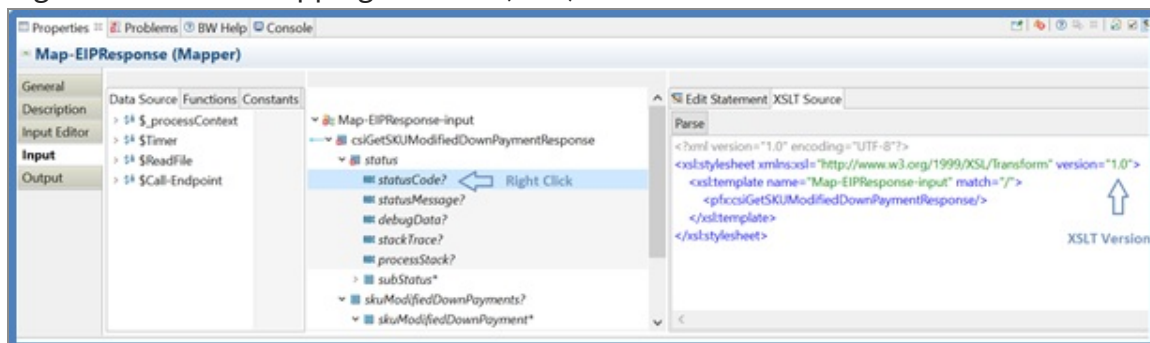 Properties Problems BW Help Console
Map-EIPResponse (Mapper)
General
Description
Input Editor
Input
Output
Data Source Functions Constants
$_processContext
$Timer
$ReadFile
$Call-Endpoint
Map-EIPResponse-input
csiGetSKUModifiedDownPaymentResponse
status
statusCode? Right Click
statusMessage?
debugData?
stackTrace?
processStack?
subStatus*
skuModifiedDownPayments?
skuModifiedDownPayment*
Edit Statement XSLT Source
Parse
<?xml version="1.0" encoding="UTF-8"?>
<xsl:stylesheet xmlns:xsl="http://www.w3.org/1999/XSL/Transform" version="1.0">
<xsl:template name="Map-EIPResponse-input" match="/">
<pfx:csiGetSKUModifiedDownPaymentResponse/>
</xsl:template>
</xsl:stylesheet>
XSLT Version